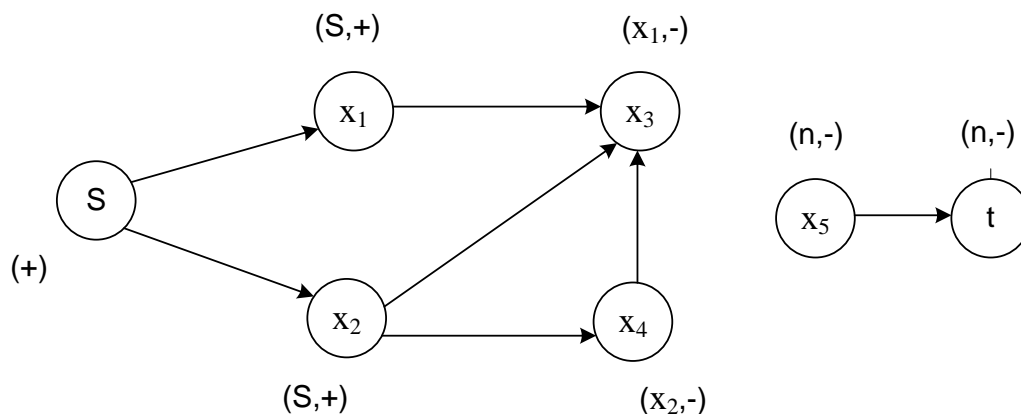 (S,+)
(x₁,-)
x₁
x₃
(n,-)
(n,-)
S
x₅
t
(+)
x₂
x₄
(S,+)
(x₂,-)